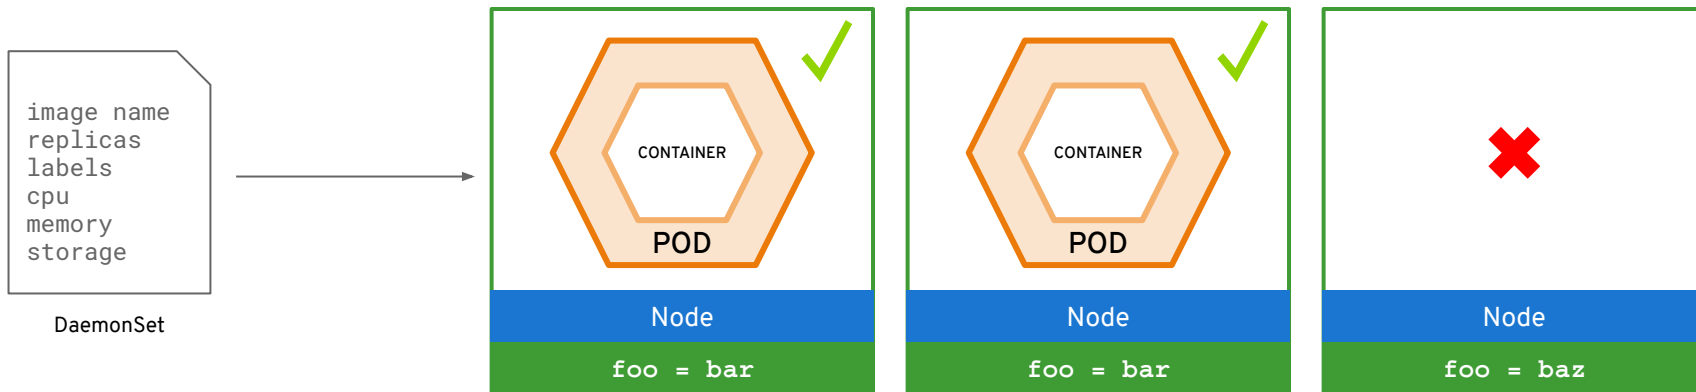 image name
replicas
labels
cpu
memory
storage
DaemonSet
CONTAINER
POD
Node
foo = bar
CONTAINER
POD
Node
foo = bar
Node
foo = baz